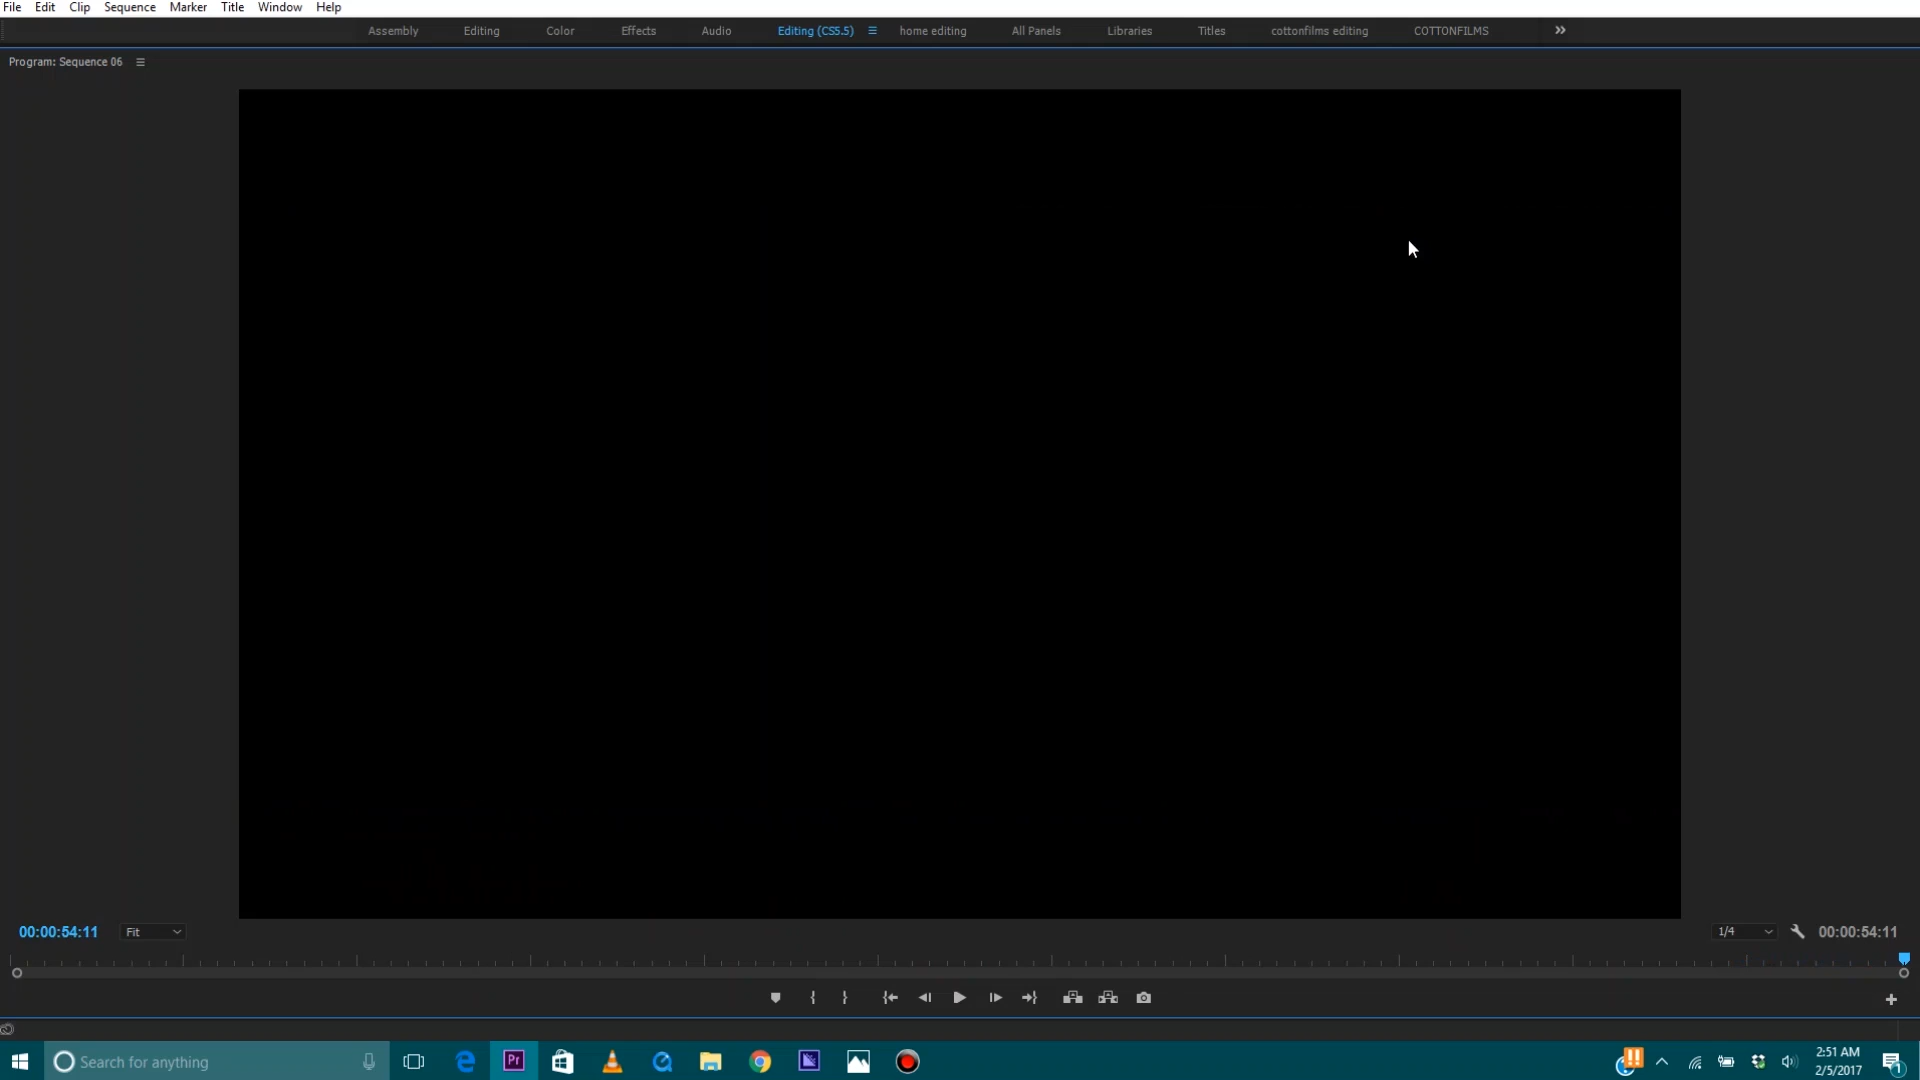 File Edit Clip Sequence Marker Title Window Help
Assembly Editing Color Effects Audio Editing (CS5.5) home editing All Panels Libraries Titles cottonfilms editing COTTONFILMS
Program: Sequence 06
00:00:54:11 Fit 1/4 00:00:54:11
Pr
Search for anything
2:51 AM
2/5/2017
1